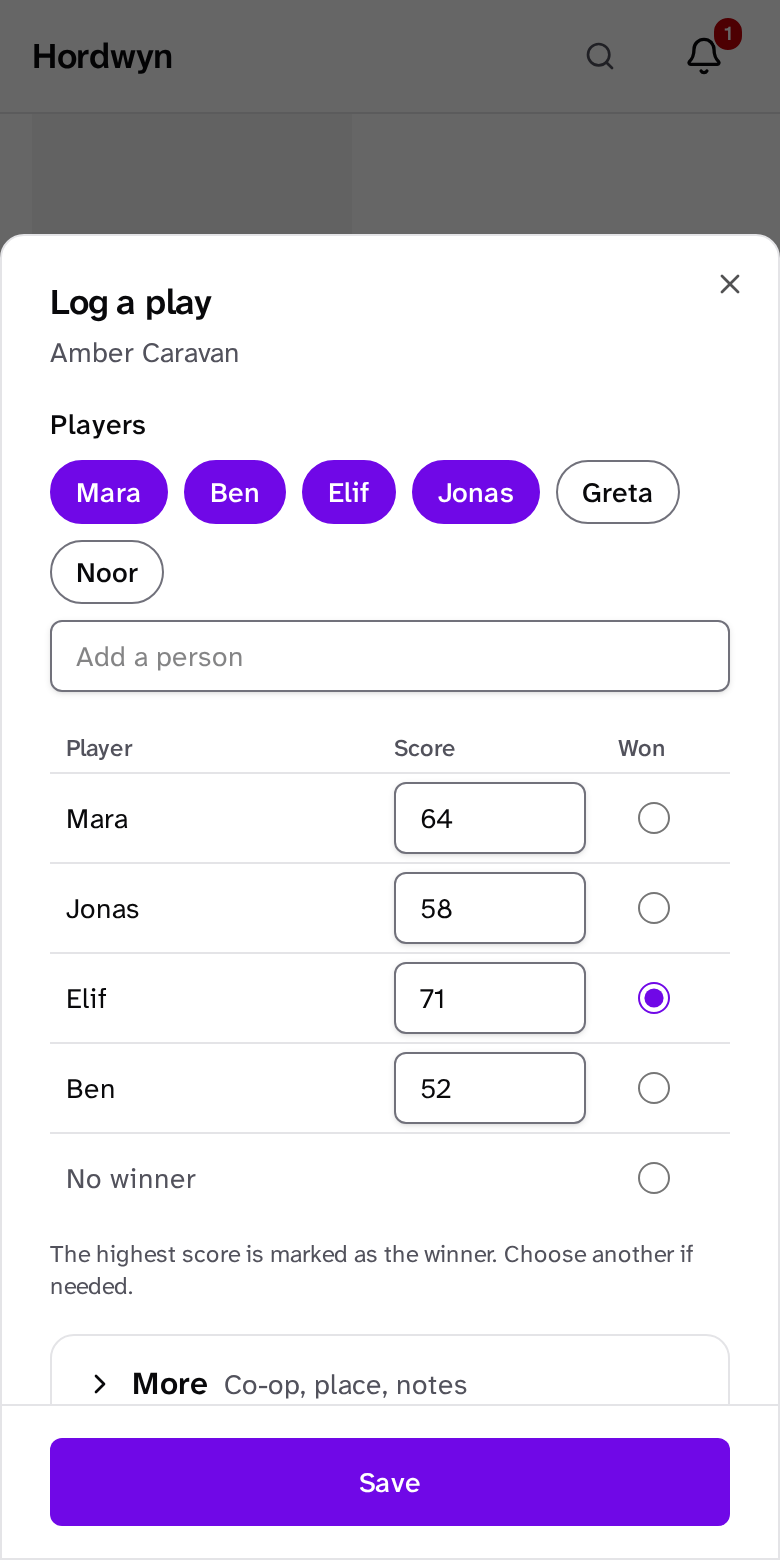 Hordwyn
1
Log a play
Amber Caravan
Players
Mara Ben Elif Jonas Greta
Noor
Add a person
Player Score Won
Mara 64
Jonas 58
Elif 71
Ben 52
No winner
The highest score is marked as the winner. Choose another if
needed.
More Co-op, place, notes
Save